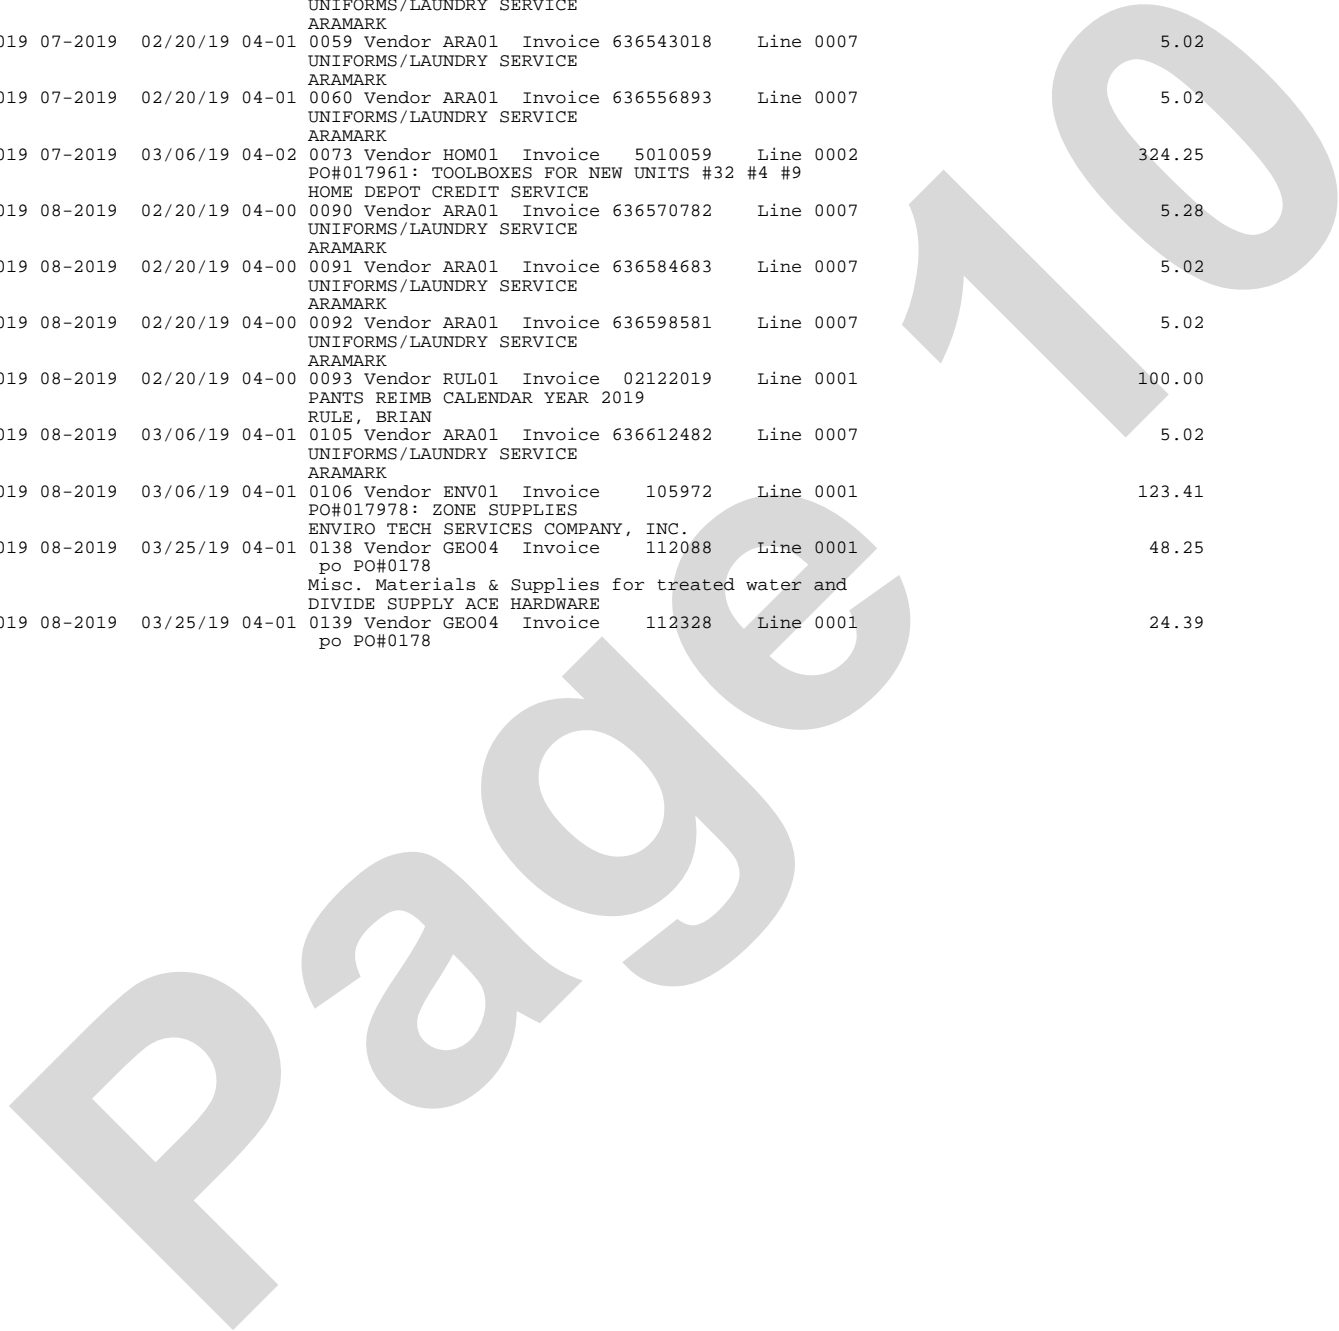 UNIFORMS/LAUNDRY SERVICE
ARAMARK
019 07-2019 02/20/19 04-01 0059 Vendor ARA01 Invoice 636543018 Line 0007 5.02
UNIFORMS/LAUNDRY SERVICE
ARAMARK
019 07-2019 02/20/19 04-01 0060 Vendor ARA01 Invoice 636556893 Line 0007 5.02
UNIFORMS/LAUNDRY SERVICE
ARAMARK
019 07-2019 03/06/19 04-02 0073 Vendor HOM01 Invoice 5010059 Line 0002 324.25
PO#017961: TOOLBOXES FOR NEW UNITS #32 #4 #9
HOME DEPOT CREDIT SERVICE
019 08-2019 02/20/19 04-00 0090 Vendor ARA01 Invoice 636570782 Line 0007 5.28
UNIFORMS/LAUNDRY SERVICE
ARAMARK
019 08-2019 02/20/19 04-00 0091 Vendor ARA01 Invoice 636584683 Line 0007 5.02
UNIFORMS/LAUNDRY SERVICE
ARAMARK
019 08-2019 02/20/19 04-00 0092 Vendor ARA01 Invoice 636598581 Line 0007 5.02
UNIFORMS/LAUNDRY SERVICE
ARAMARK
019 08-2019 02/20/19 04-00 0093 Vendor RUL01 Invoice 02122019 Line 0001 100.00
PANTS REIMB CALENDAR YEAR 2019
RULE, BRIAN
019 08-2019 03/06/19 04-01 0105 Vendor ARA01 Invoice 636612482 Line 0007 5.02
UNIFORMS/LAUNDRY SERVICE
ARAMARK
019 08-2019 03/06/19 04-01 0106 Vendor ENV01 Invoice 105972 Line 0001 123.41
PO#017978: ZONE SUPPLIES
ENVIRO TECH SERVICES COMPANY, INC.
019 08-2019 03/25/19 04-01 0138 Vendor GEO04 Invoice 112088 Line 0001 48.25
po PO#0178
Misc. Materials & Supplies for treated water and
DIVIDE SUPPLY ACE HARDWARE
019 08-2019 03/25/19 04-01 0139 Vendor GEO04 Invoice 112328 Line 0001 24.39
po PO#0178
Page 10